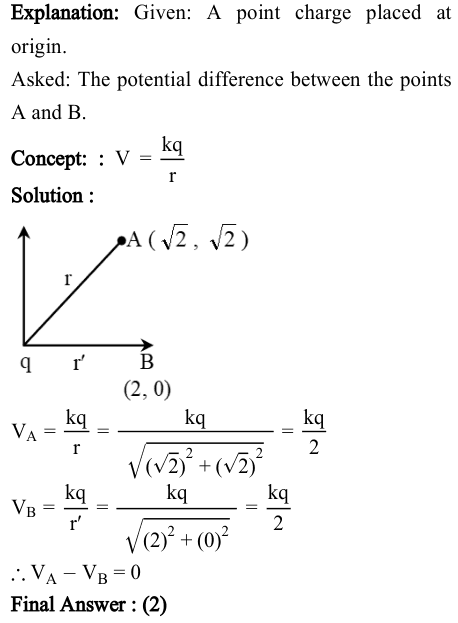 Explanation: Given: A point charge placed at
origin.
Asked: The potential difference between the points
A and B.
Concept: : V = kq/r
Solution :
A (√2 , √2 )
r
q r′ B
(2, 0)
V_A = kq/r = kq/√((√2)² + (√2)²) = kq/2
V_B = kq/r′ = kq/√((2)² + (0)²) = kq/2
∴ V_A − V_B = 0
Final Answer : (2)